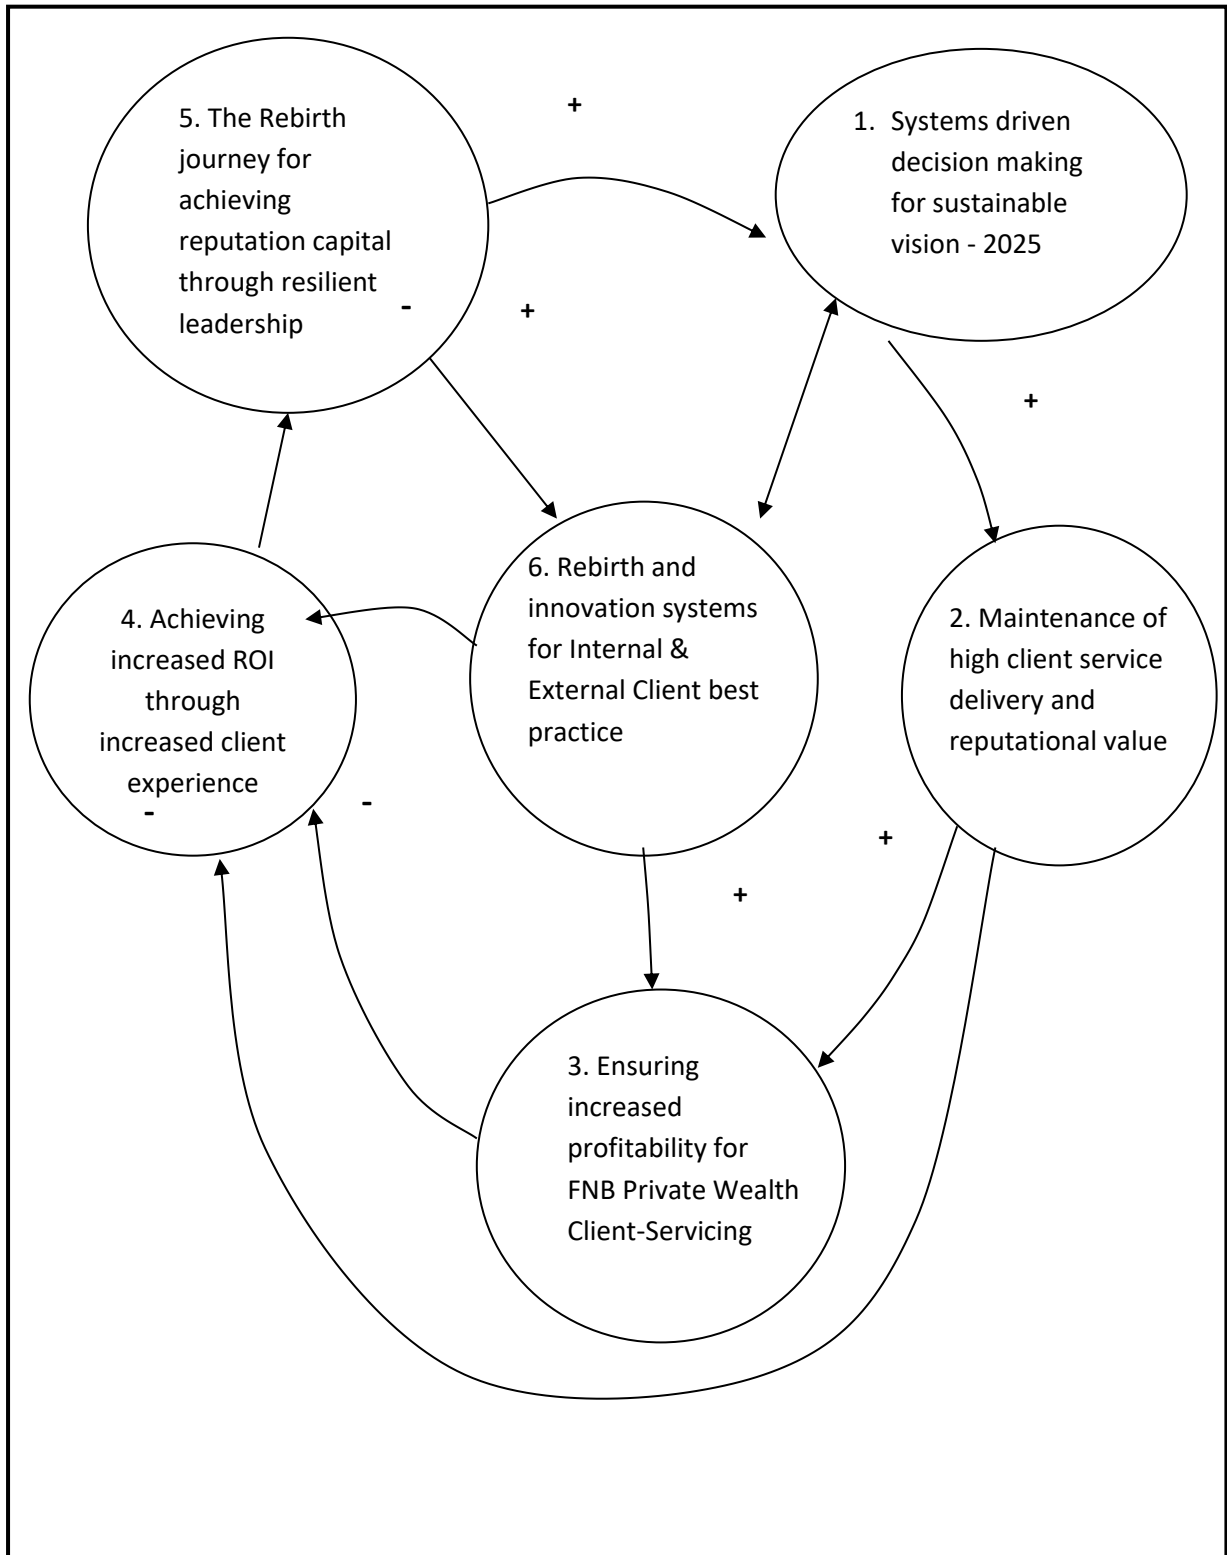 5. The Rebirth
journey for
achieving
reputation capital
through resilient
leadership
-
+
+
1. Systems driven
decision making
for sustainable
vision - 2025
+
6. Rebirth and
innovation systems
for Internal &
External Client best
practice
4. Achieving
increased ROI
through
increased client
experience
-
-
2. Maintenance of
high client service
delivery and
reputational value
+
+
3. Ensuring
increased
profitability for
FNB Private Wealth
Client-Servicing